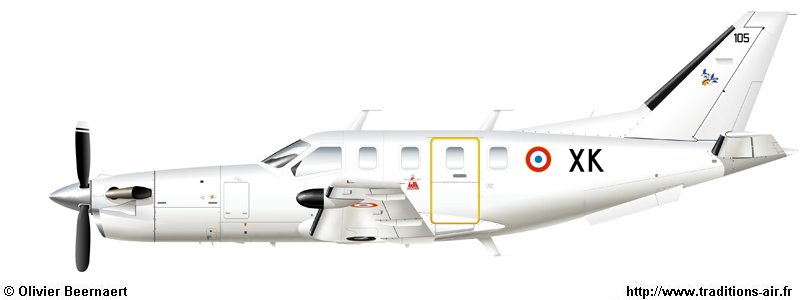 105
XK
© Olivier Beernaert
http://www.traditions-air.fr